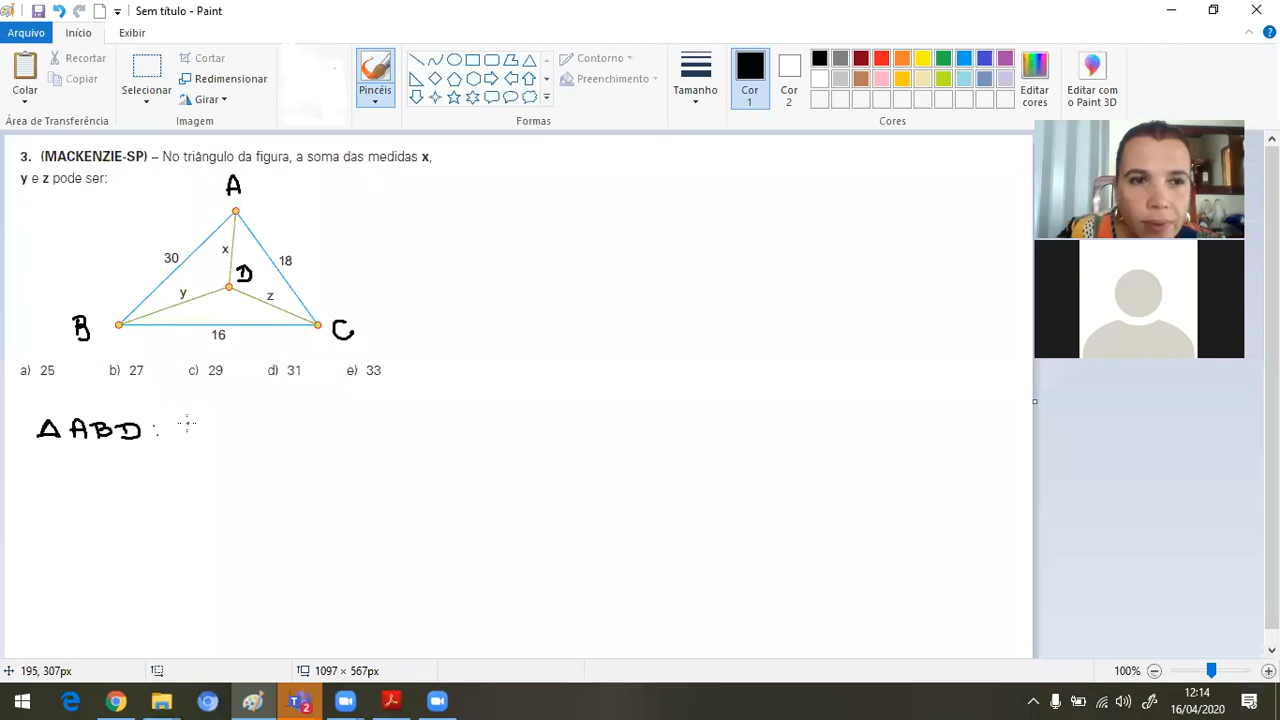 Sem título - Paint
Arquivo
Início
Exibir
Colar
Recortar
Copiar
Área de Transferência
Selecionar
Cortar
Redimensionar
Girar
Imagem
Pincéis
Contorno
Preenchimento
Formas
Tamanho
Cor 1
Cor 2
Editar cores
Editar com o Paint 3D
Cores
3. (MACKENZIE-SP) – No triângulo da figura, a soma das medidas x,
y e z pode ser:
A
30
x
18
D
y
z
B
16
C
a) 25 b) 27 c) 29 d) 31 e) 33
Δ ABD :
195, 307px
1097 × 567px
100%
2
12:14
16/04/2020